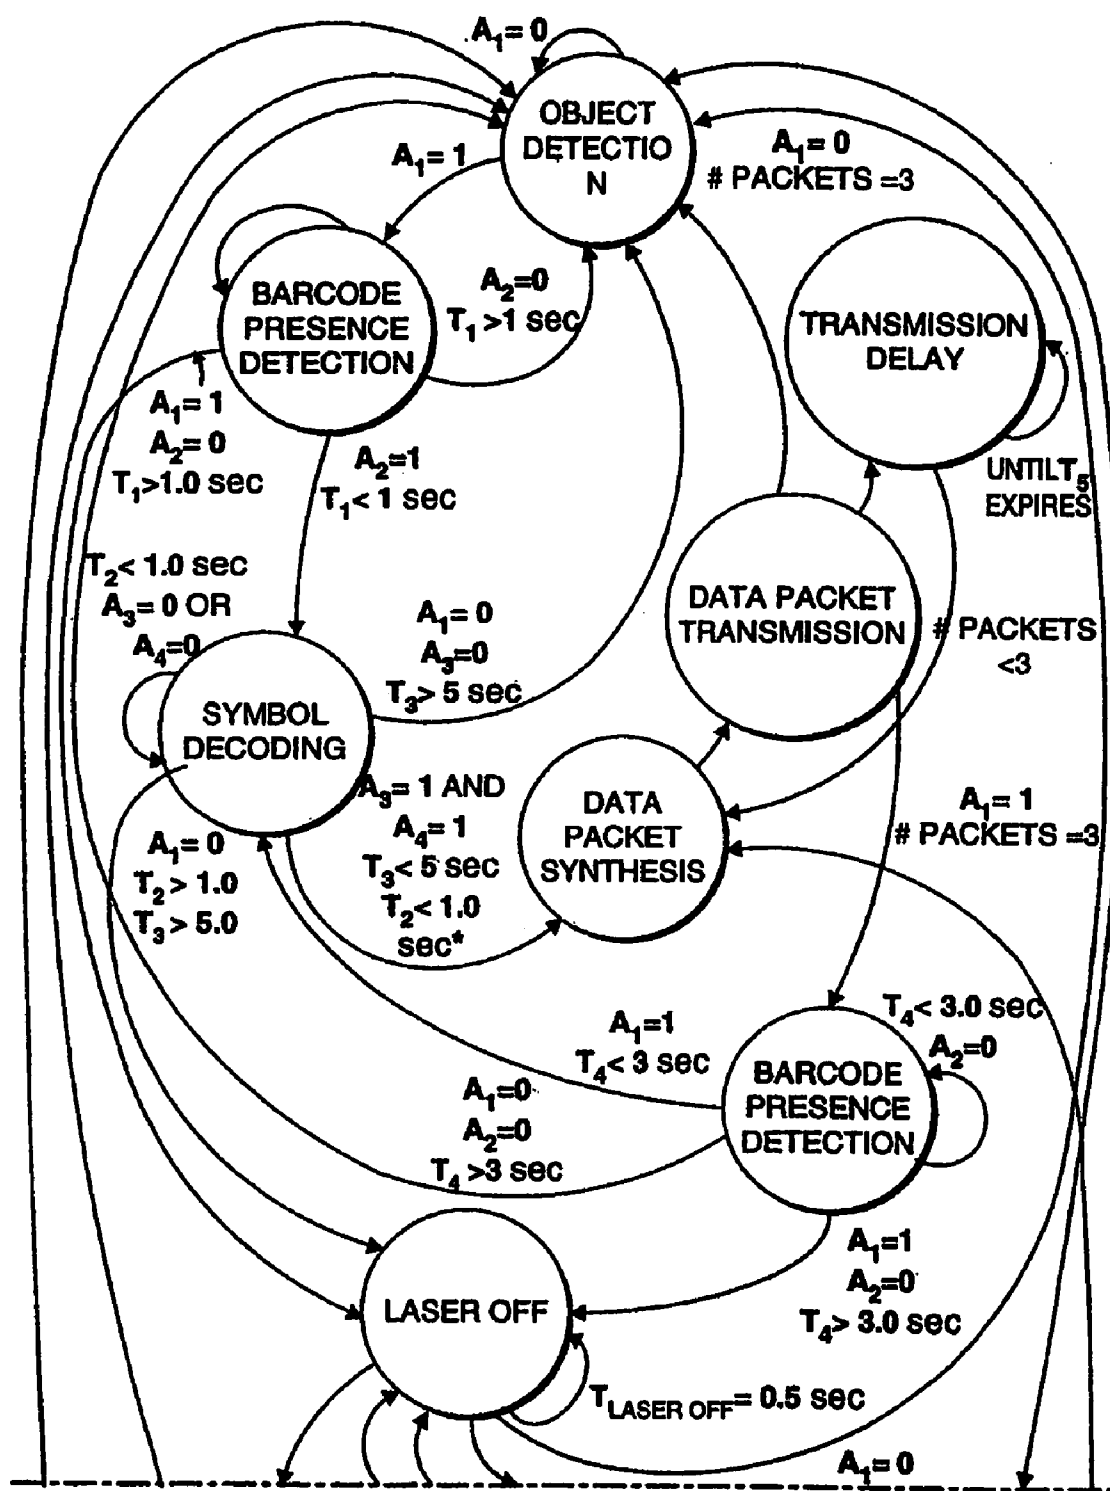 A1= 0
OBJECT
DETECTIO
N
A1= 1
A1= 0
# PACKETS =3
BARCODE
PRESENCE
DETECTION
A2=0
T1 >1 sec
TRANSMISSION
DELAY
A1= 1
A2= 0
T1>1.0 sec
A2=1
T1< 1 sec
UNTILT5
EXPIRES
T2< 1.0 sec
A3= 0 OR
A4=0
A1= 0
A3=0
T3> 5 sec
DATA PACKET
TRANSMISSION
# PACKETS
<3
SYMBOL
DECODING
A3= 1 AND
A4= 1
T3< 5 sec
T2< 1.0
sec*
DATA
PACKET
SYNTHESIS
A1= 1
# PACKETS =3
A1= 0
T2 > 1.0
T3 > 5.0
A1=1
T4< 3 sec
T4< 3.0 sec
A2=0
BARCODE
PRESENCE
DETECTION
A1=0
A2=0
T4 >3 sec
A1=1
A2=0
T4> 3.0 sec
LASER OFF
TLASER OFF= 0.5 sec
A1= 0